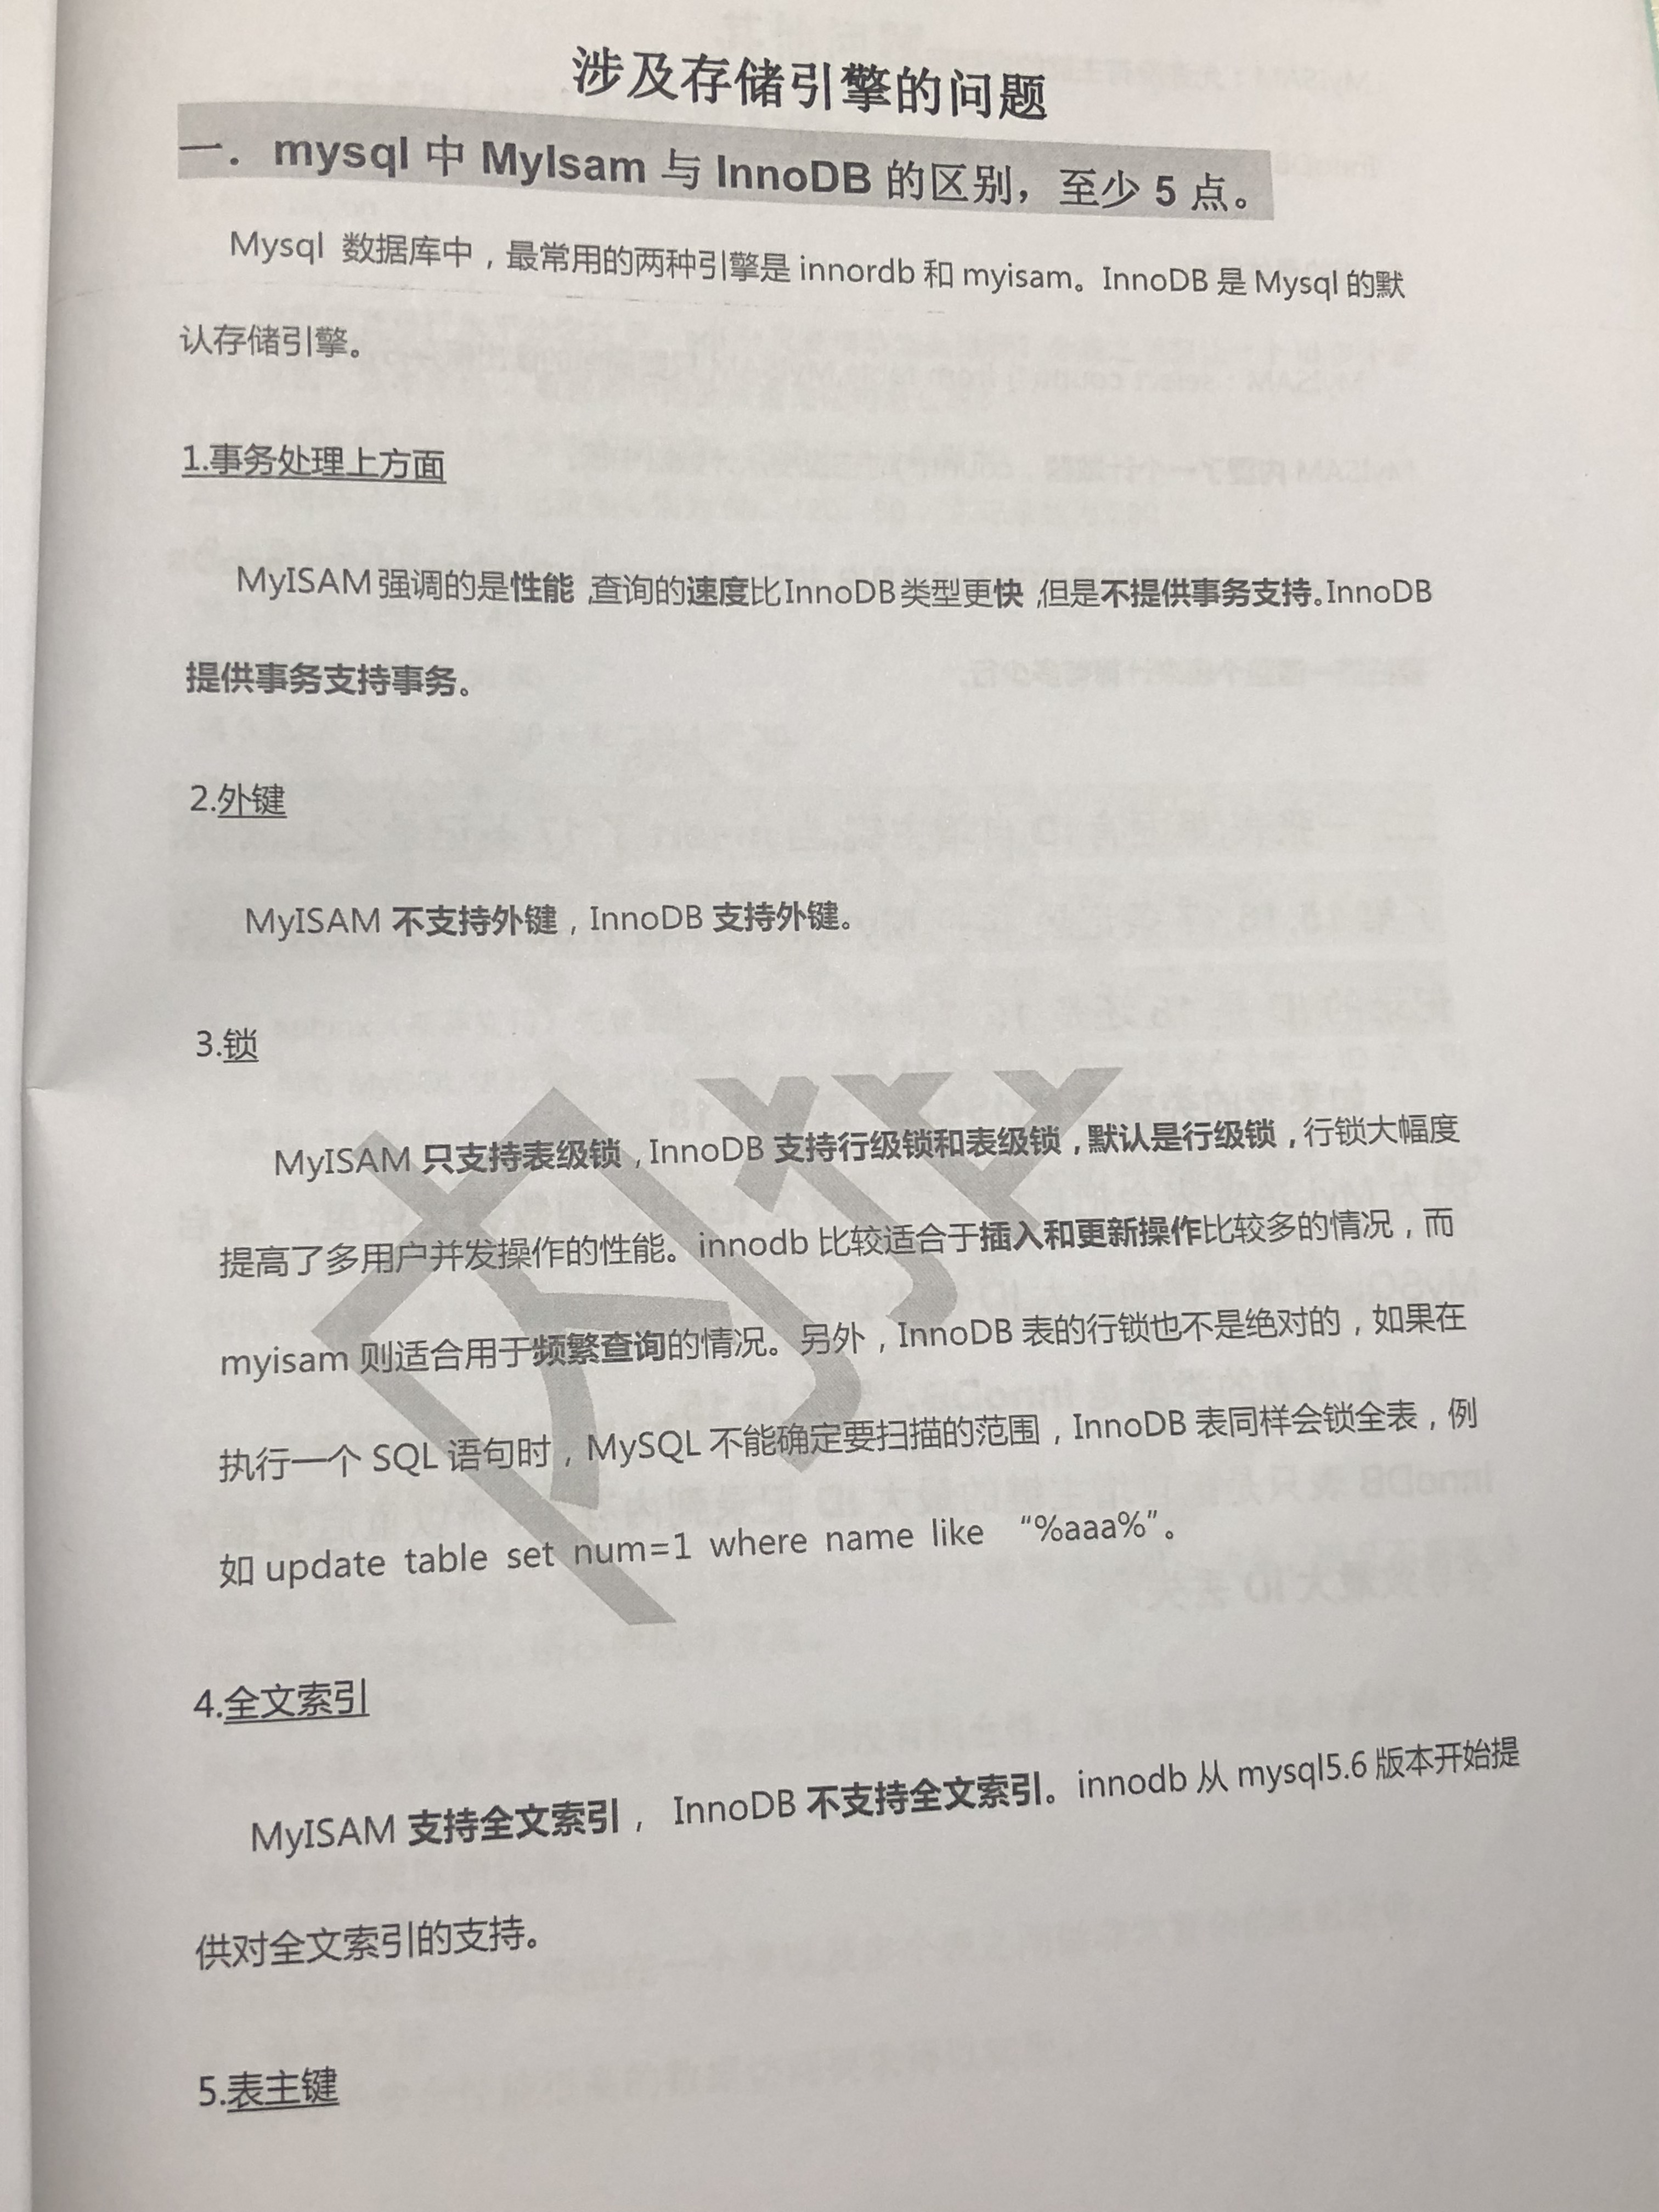 涉及存储引擎的问题
一．mysql 中 MyIsam 与 InnoDB 的区别，至少 5 点。
Mysql 数据库中，最常用的两种引擎是 innordb 和 myisam。InnoDB 是 Mysql 的默
认存储引擎。
1.事务处理上方面
MyISAM 强调的是性能,查询的速度比 InnoDB 类型更快,但是不提供事务支持。InnoDB
提供事务支持事务。
2.外键
MyISAM 不支持外键，InnoDB 支持外键。
3.锁
MyISAM 只支持表级锁，InnoDB 支持行级锁和表级锁，默认是行级锁，行锁大幅度
提高了多用户并发操作的性能。innodb 比较适合于插入和更新操作比较多的情况，而
myisam 则适合用于频繁查询的情况。另外，InnoDB 表的行锁也不是绝对的，如果在
执行一个 SQL 语句时，MySQL 不能确定要扫描的范围，InnoDB 表同样会锁全表，例
如 update table set num=1 where name like “%aaa%”。
4.全文索引
MyISAM 支持全文索引， InnoDB 不支持全文索引。innodb 从 mysql5.6 版本开始提
供对全文索引的支持。
5.表主键